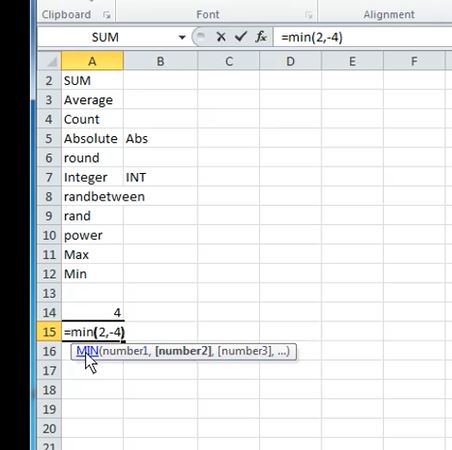 Clipboard Font Alignment
SUM fx =min(2,-4)
A B C D E F
2 SUM
3 Average
4 Count
5 Absolute Abs
6 round
7 Integer INT
8 randbetween
9 rand
10 power
11 Max
12 Min
13
14 4
15 =min(2,-4)
16 MIN(number1, [number2], [number3], ...)
17
18
19
20
21